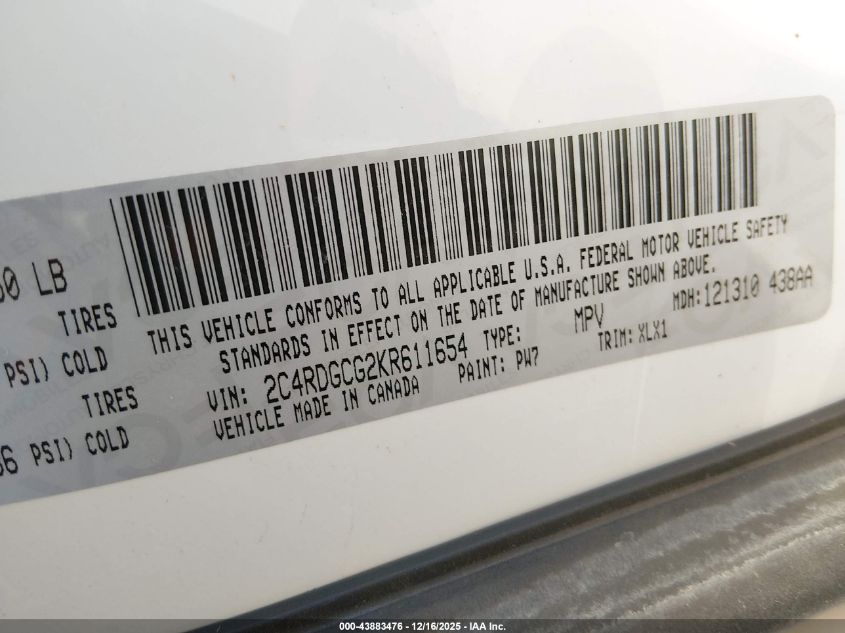 THIS VEHICLE CONFORMS TO ALL APPLICABLE U.S.A. FEDERAL MOTOR VEHICLE SAFETY
STANDARDS IN EFFECT ON THE DATE OF MANUFACTURE SHOWN ABOVE.
VIN: 2C4RDGCG2KR611654 TYPE: MPV MDH:121310 438AA
VEHICLE MADE IN CANADA PAINT: PW7 TRIM: XLX1
LB
TIRES
PSI) COLD
TIRES
PSI) COLD
000-43883476 - 12/16/2025 - IAA Inc.